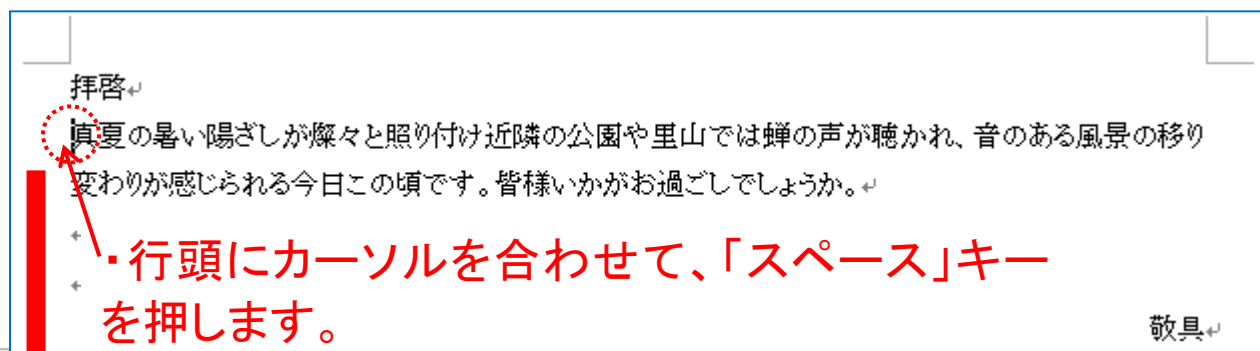 拝啓
真夏の暑い陽ざしが燦々と照り付け近隣の公園や里山では蝉の声が聴かれ、音のある風景の移り
変わりが感じられる今日この頃です。皆様いかがお過ごしでしょうか。
・行頭にカーソルを合わせて、「スペース」キー
を押します。
敬具